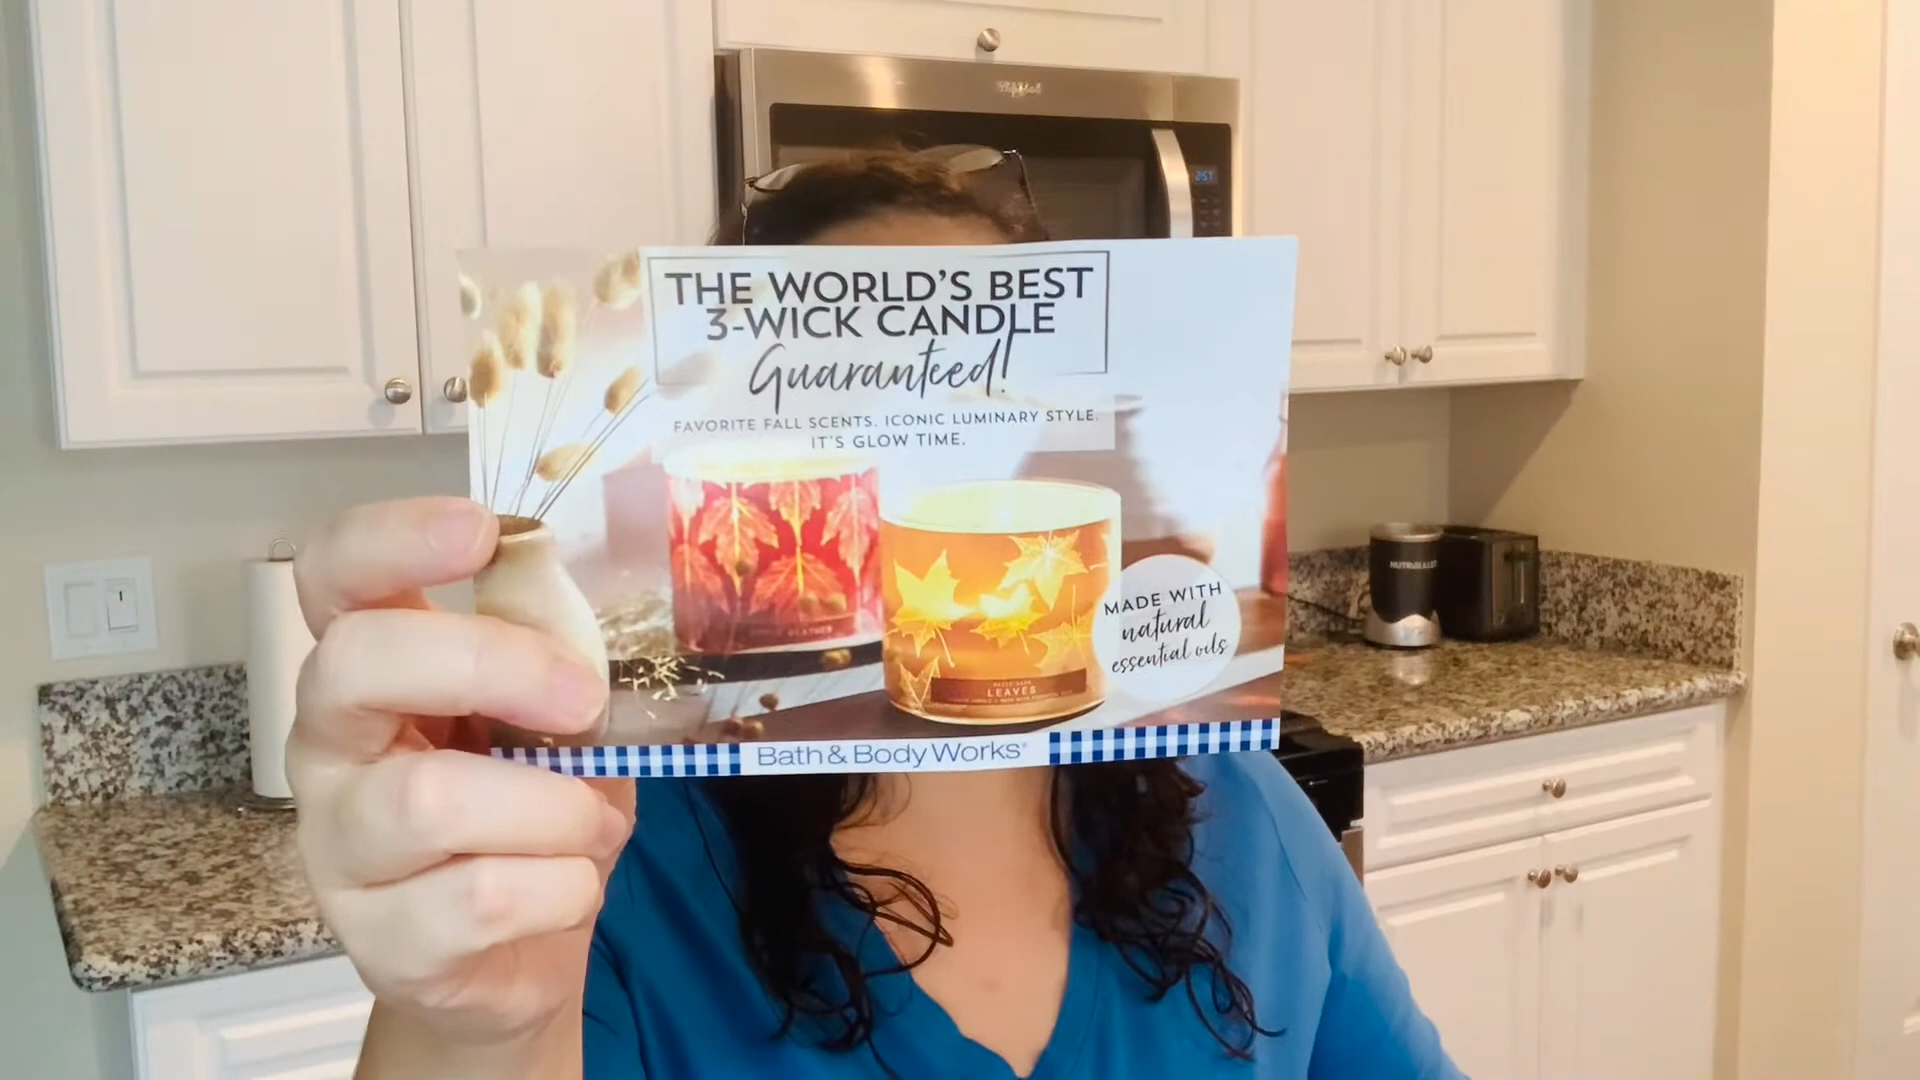 Whirlpool
THE WORLD'S BEST
3-WICK CANDLE
Guaranteed!
FAVORITE FALL SCENTS. ICONIC LUMINARY STYLE.
IT'S GLOW TIME.
MADE WITH
natural
essential oils
LEAVES
Bath & Body Works®
NUTRIBULLET